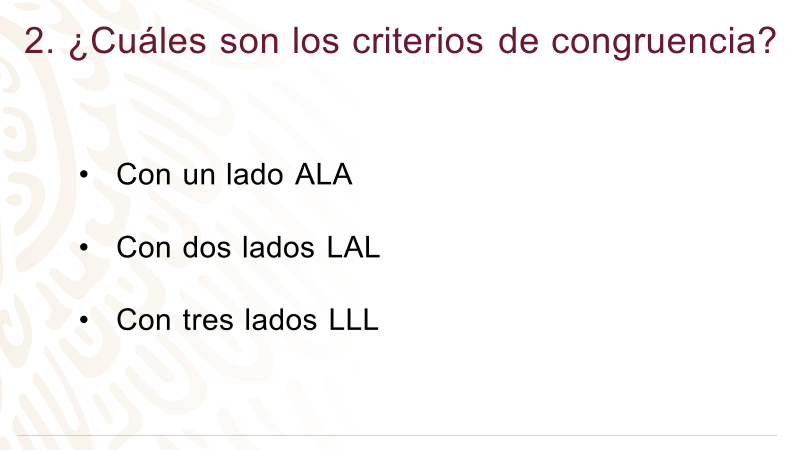 2. ¿Cuáles son los criterios de congruencia?
• Con un lado ALA
• Con dos lados LAL
• Con tres lados LLL